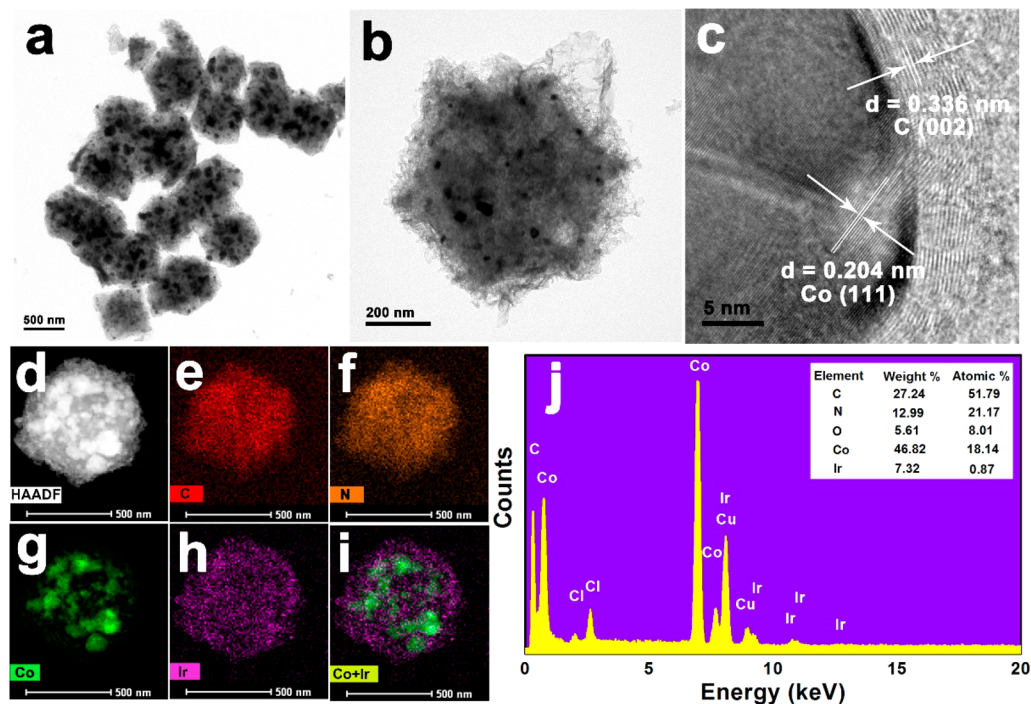 a
500 nm
b
200 nm
c
d = 0.336 nm
C (002)
d = 0.204 nm
Co (111)
5 nm
d
HAADF
500 nm
e
C
500 nm
f
N
500 nm
g
Co
500 nm
h
Ir
500 nm
i
Co+Ir
500 nm
j
Element Weight % Atomic %
C 27.24 51.79
N 12.99 21.17
O 5.61 8.01
Co 46.82 18.14
Ir 7.32 0.87
C
Co
Cl
Cl
Co
Co
Ir
Cu
Cu
Ir
Ir
Ir
Ir
Counts
0 5 10 15 20
Energy (keV)